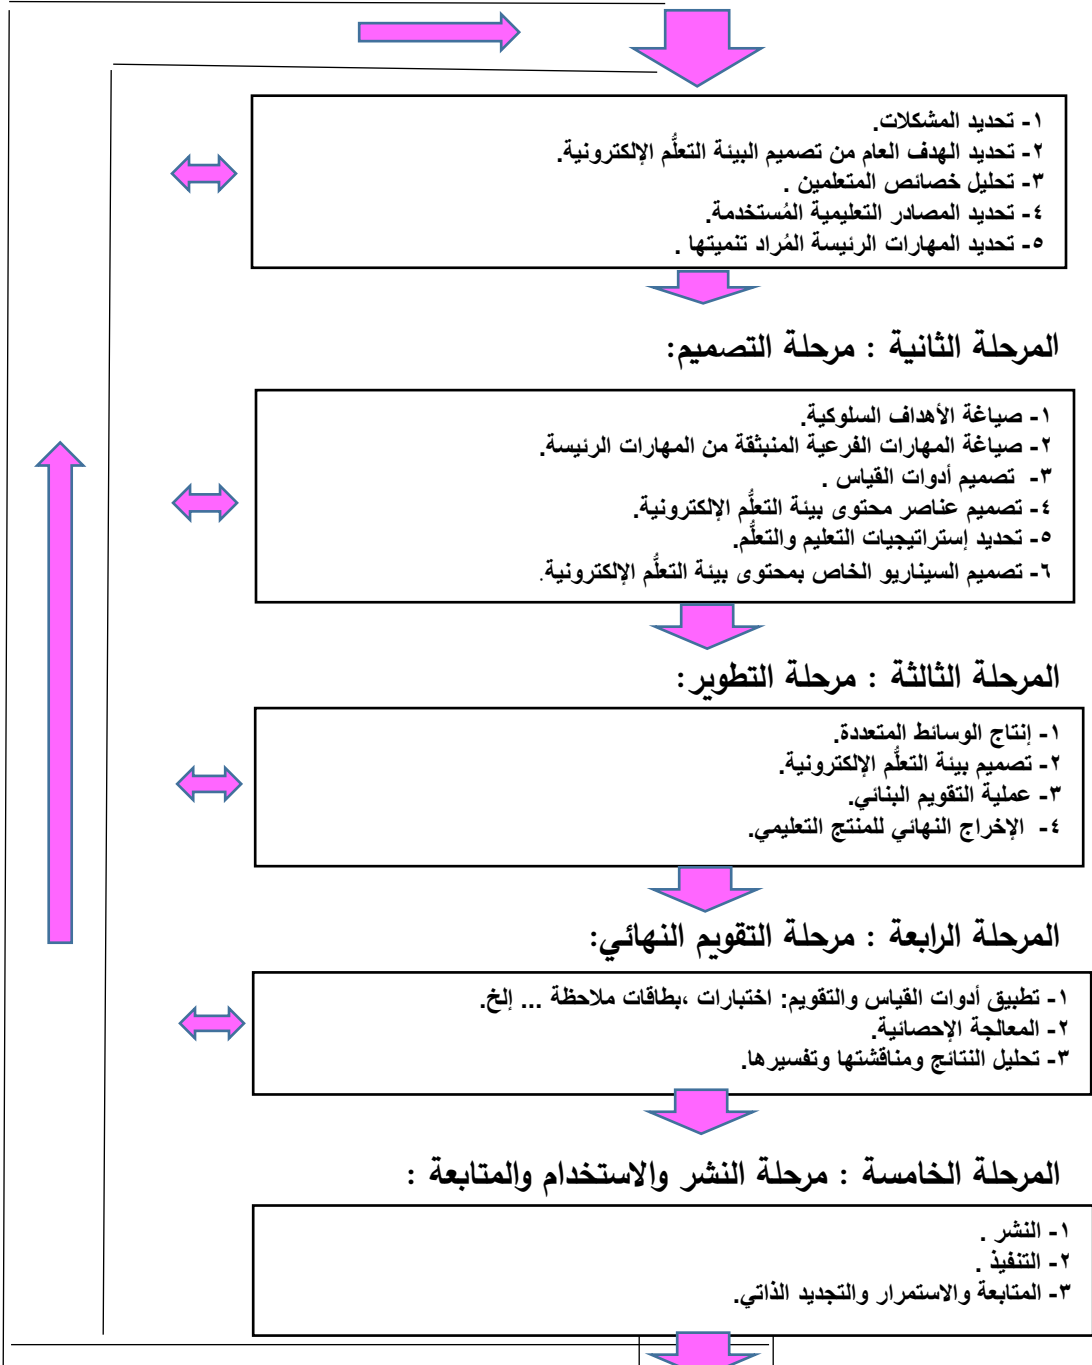 ١- تحديد المشكلات.
٢- تحديد الهدف العام من تصميم البيئة التعلُّم الإلكترونية.
٣- تحليل خصائص المتعلمين .
٤- تحديد المصادر التعليمية المُستخدمة.
٥- تحديد المهارات الرئيسة المُراد تنميتها .
المرحلة الثانية : مرحلة التصميم:
١- صياغة الأهداف السلوكية.
٢- صياغة المهارات الفرعية المنبثقة من المهارات الرئيسة.
٣- تصميم أدوات القياس .
٤- تصميم عناصر محتوى بيئة التعلُّم الإلكترونية.
٥- تحديد إستراتيجيات التعليم والتعلُّم.
٦- تصميم السيناريو الخاص بمحتوى بيئة التعلُّم الإلكترونية.
المرحلة الثالثة : مرحلة التطوير:
١- إنتاج الوسائط المتعددة.
٢- تصميم بيئة التعلُّم الإلكترونية.
٣- عملية التقويم البنائي.
٤- الإخراج النهائي للمنتج التعليمي.
المرحلة الرابعة : مرحلة التقويم النهائي:
١- تطبيق أدوات القياس والتقويم: اختبارات ،بطاقات ملاحظة ... إلخ.
٢- المعالجة الإحصائية.
٣- تحليل النتائج ومناقشتها وتفسيرها.
المرحلة الخامسة : مرحلة النشر والاستخدام والمتابعة :
١- النشر .
٢- التنفيذ .
٣- المتابعة والاستمرار والتجديد الذاتي.